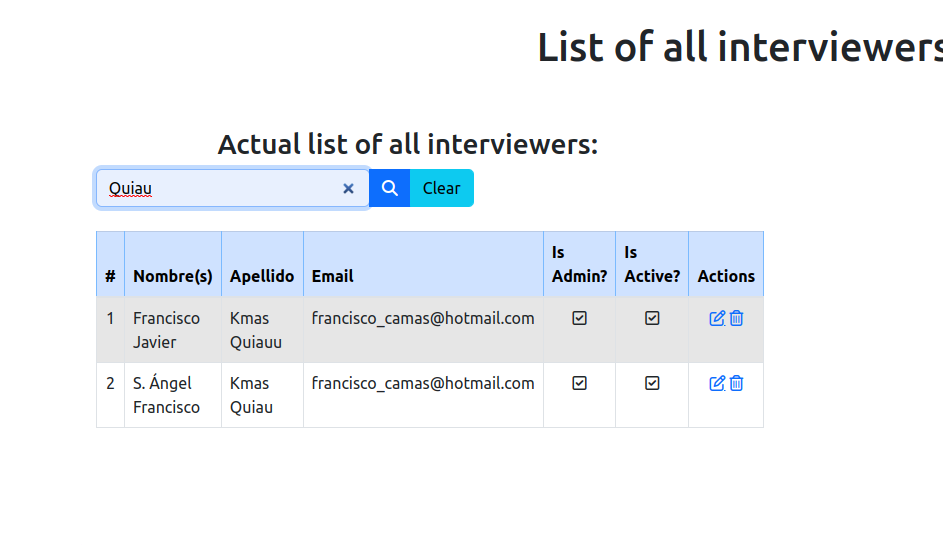 List of all interviewers
Actual list of all interviewers:
Quiau
Clear
# Nombre(s) Apellido Email Is Admin? Is Active? Actions
1 Francisco Javier Kmas Quiauu francisco_camas@hotmail.com
2 S. Ángel Francisco Kmas Quiau francisco_camas@hotmail.com